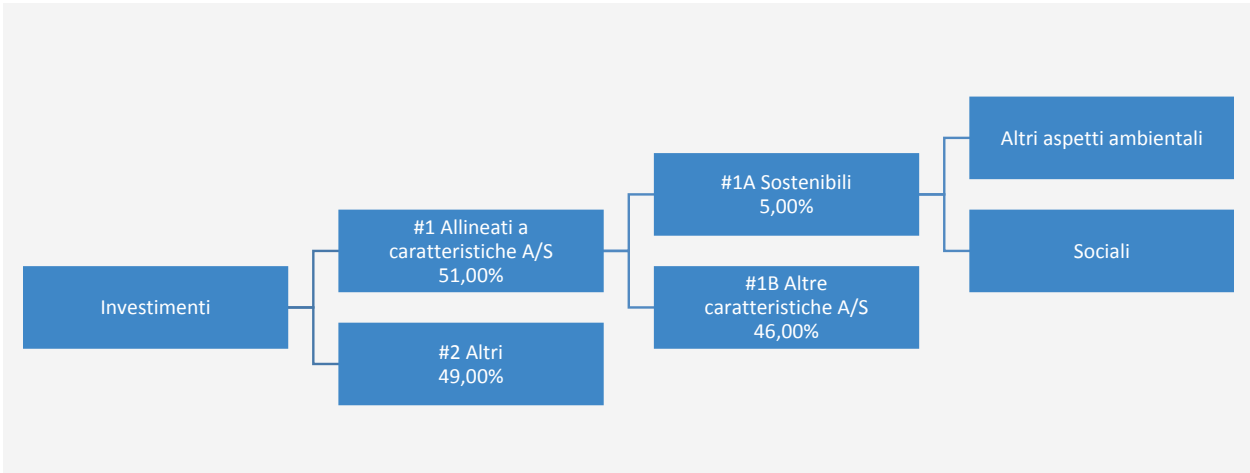 Investimenti
#1 Allineati a
caratteristiche A/S
51,00%
#2 Altri
49,00%
#1A Sostenibili
5,00%
#1B Altre
caratteristiche A/S
46,00%
Altri aspetti ambientali
Sociali